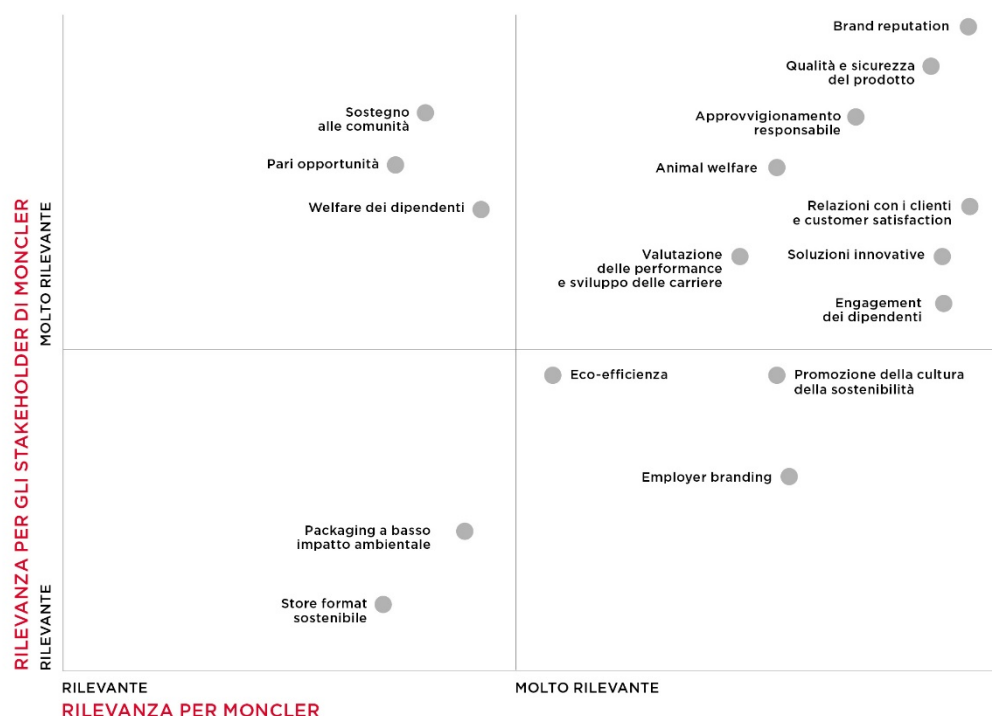 Brand reputation
Qualità e sicurezza
del prodotto
Sostegno
alle comunità
Approvvigionamento
responsabile
Pari opportunità
Animal welfare
Welfare dei dipendenti
Relazioni con i clienti
e customer satisfaction
Valutazione
delle performance
e sviluppo delle carriere
Soluzioni innovative
Engagement
dei dipendenti
Eco-efficienza
Promozione della cultura
della sostenibilità
Employer branding
Packaging a basso
impatto ambientale
Store format
sostenibile
RILEVANZA PER GLI STAKEHOLDER DI MONCLER
MOLTO RILEVANTE
RILEVANTE
RILEVANTE
MOLTO RILEVANTE
RILEVANZA PER MONCLER